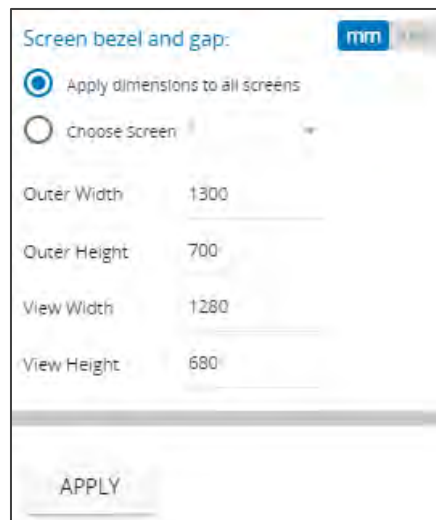 Screen bezel and gap: mm
Apply dimensions to all screens
Choose Screen
Outer Width 1300
Outer Height 700
View Width 1280
View Height 680
APPLY